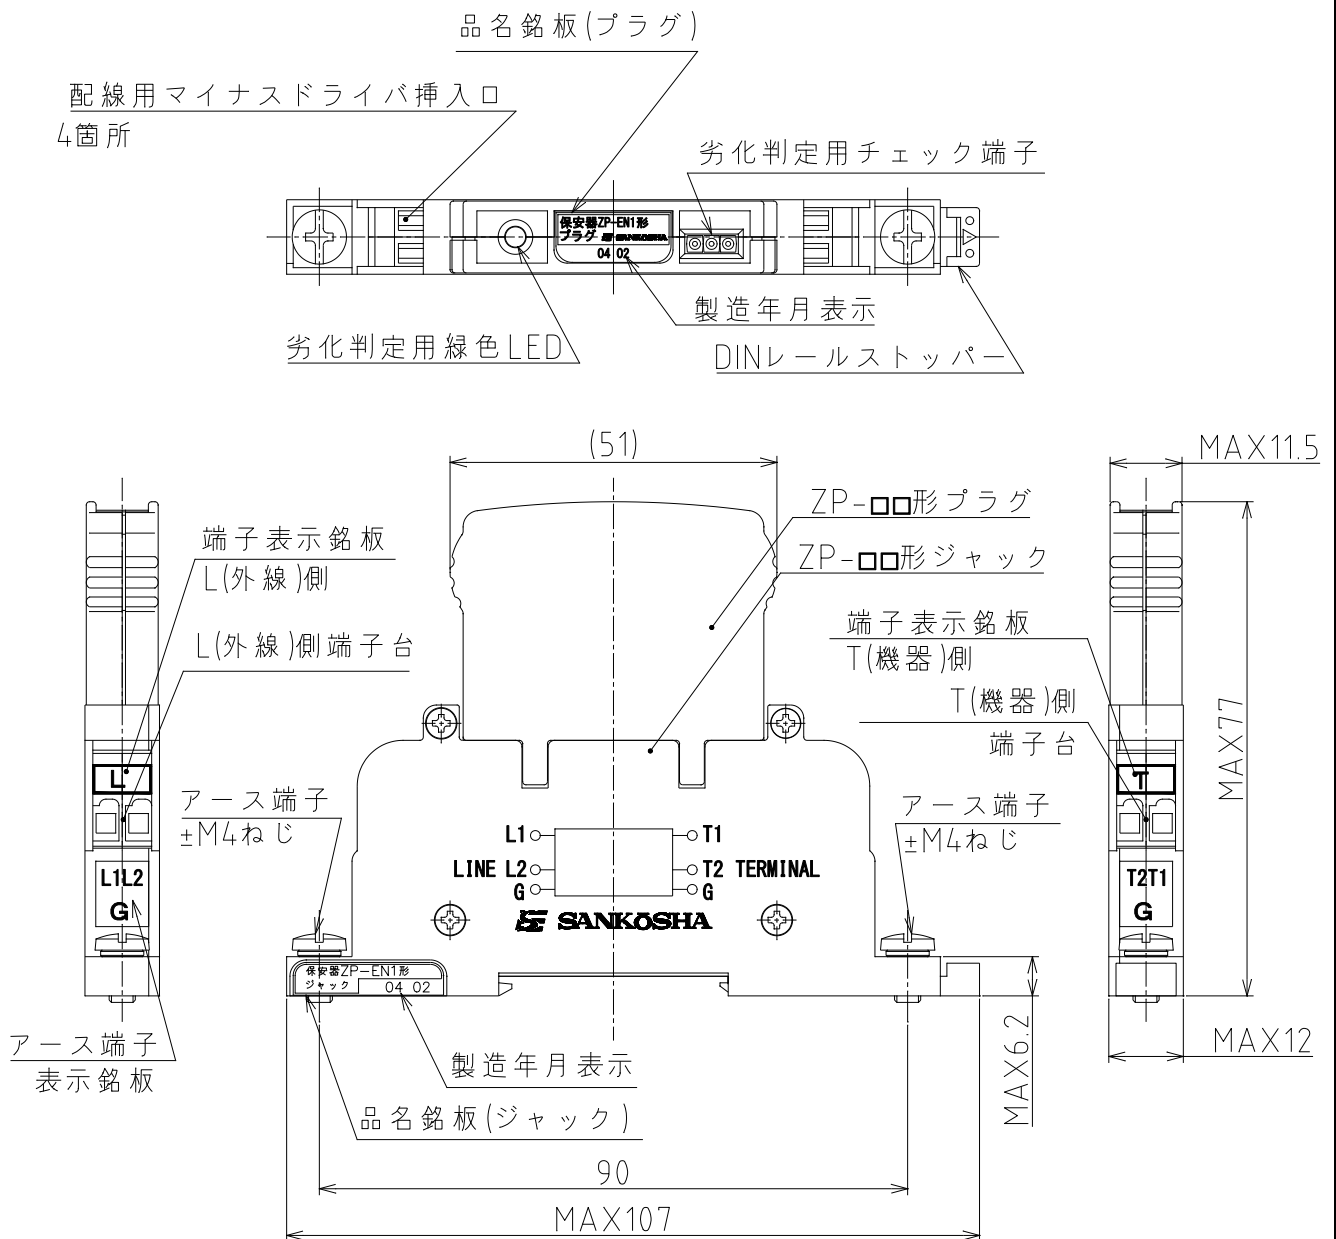 品名銘板(プラグ)
配線用マイナスドライバ挿入口
4箇所
劣化判定用チェック端子
保安器ZP-EN1形
プラグ SANKOSHA
04 02
製造年月表示
劣化判定用緑色LED
DINレールストッパー
(51)
MAX11.5
ZP-□□形プラグ
ZP-□□形ジャック
端子表示銘板
L(外線)側
L(外線)側端子台
端子表示銘板
T(機器)側
T(機器)側
端子台
MAX77
L
T
アース端子
±M4ねじ
アース端子
±M4ねじ
L1 T1
LINE L2 T2 TERMINAL
G G
SANKŌSHA
L1L2
G
T2T1
G
保安器ZP-EN1形
ジャック 04 02
アース端子
表示銘板
製造年月表示
品名銘板(ジャック)
MAX6.2
MAX12
90
MAX107